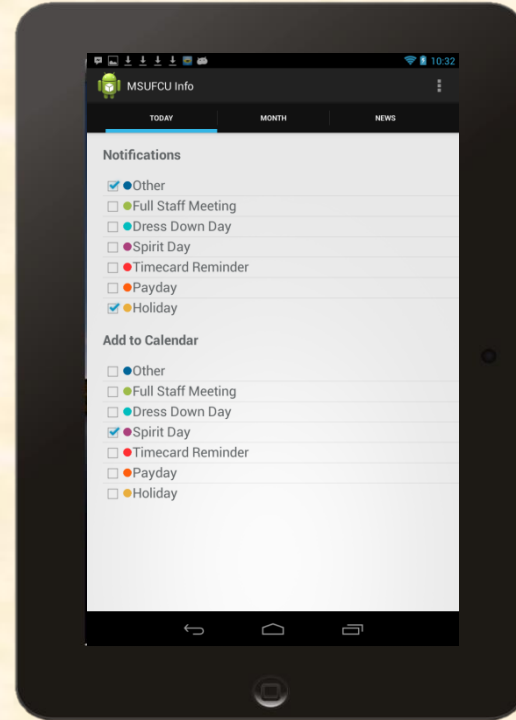 10:32
MSUFCU Info
TODAY MONTH NEWS
Notifications
Other
Full Staff Meeting
Dress Down Day
Spirit Day
Timecard Reminder
Payday
Holiday
Add to Calendar
Other
Full Staff Meeting
Dress Down Day
Spirit Day
Timecard Reminder
Payday
Holiday